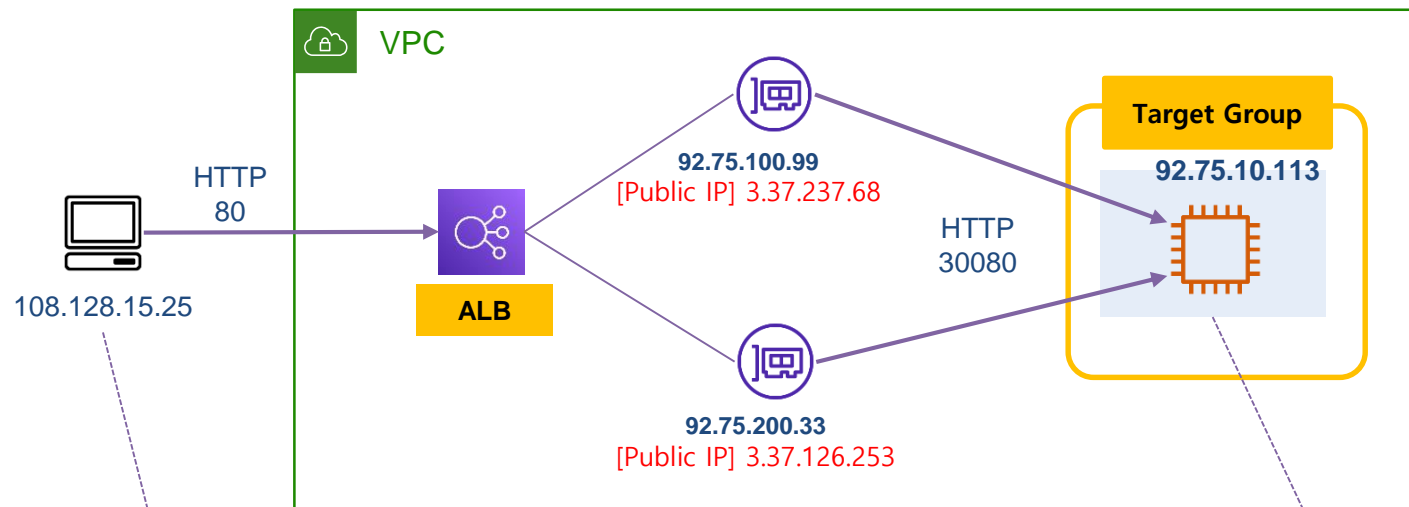 VPC
Target Group
92.75.10.113
92.75.100.99
[Public IP] 3.37.237.68
HTTP
80
HTTP
30080
108.128.15.25
ALB
92.75.200.33
[Public IP] 3.37.126.253